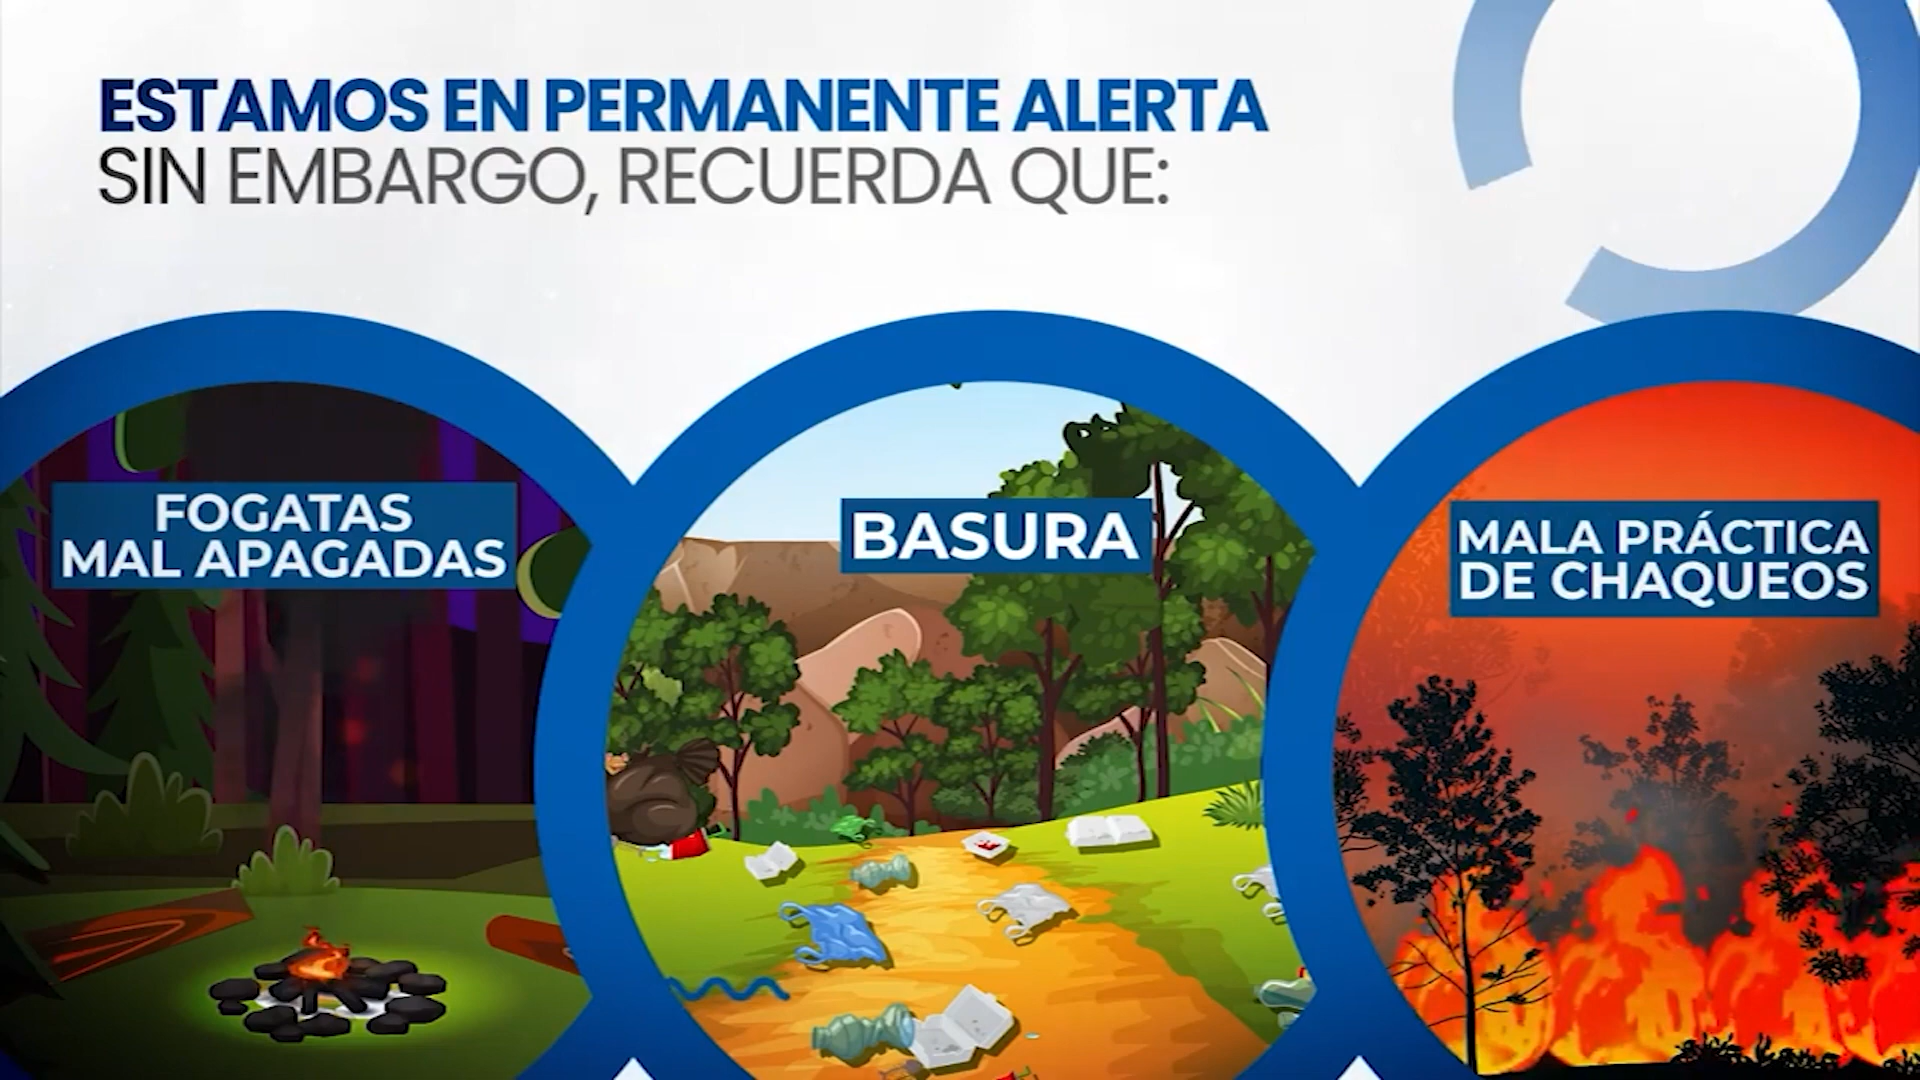 ESTAMOS EN PERMANENTE ALERTA
SIN EMBARGO, RECUERDA QUE:
FOGATAS
MAL APAGADAS
BASURA
MALA PRÁCTICA
DE CHAQUEOS